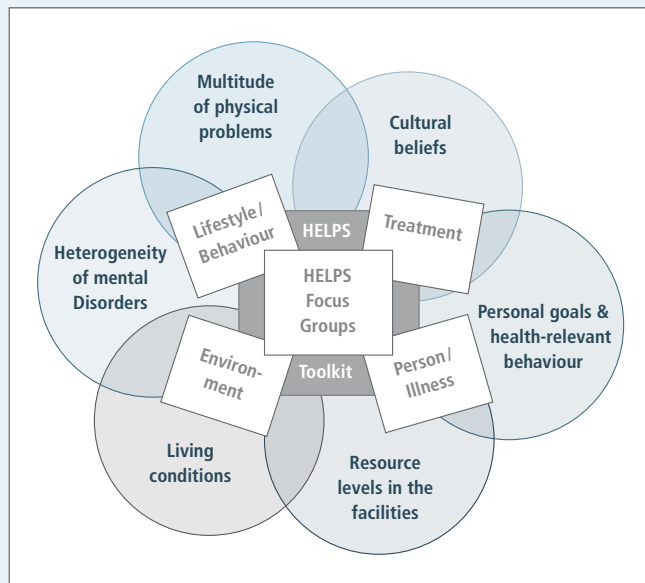 Multitude
of physical
problems
Cultural
beliefs
Lifestyle/
Behaviour
HELPS
Treatment
Heterogeneity
of mental
Disorders
HELPS
Focus
Groups
Personal goals &
health-relevant
behaviour
Environ-
ment
Toolkit
Person/
Illness
Living
conditions
Resource
levels in the
facilities